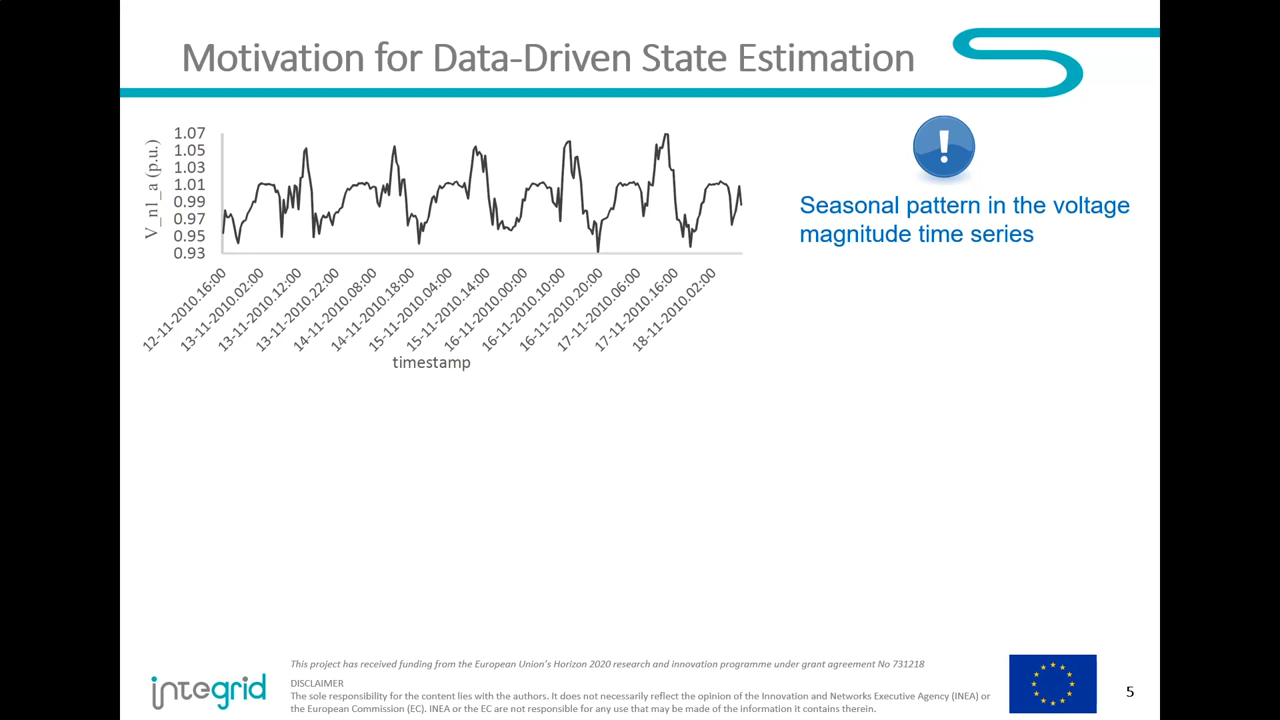 Motivation for Data-Driven State Estimation
V_n1_a (p.u.)
1.07
1.05
1.03
1.01
0.99
0.97
0.95
0.93
12-11-2010.16:00
13-11-2010.02:00
13-11-2010.12:00
13-11-2010.22:00
14-11-2010.08:00
14-11-2010.18:00
15-11-2010.04:00
15-11-2010.14:00
16-11-2010.00:00
16-11-2010.10:00
16-11-2010.20:00
17-11-2010.06:00
17-11-2010.16:00
18-11-2010.02:00
timestamp
!
Seasonal pattern in the voltage
magnitude time series
integrid
This project has received funding from the European Union's Horizon 2020 research and innovation programme under grant agreement No 731218
DISCLAIMER
The sole responsibility for the content lies with the authors. It does not necessarily reflect the opinion of the Innovation and Networks Executive Agency (INEA) or
the European Commission (EC). INEA or the EC are not responsible for any use that may be made of the information it contains therein.
5